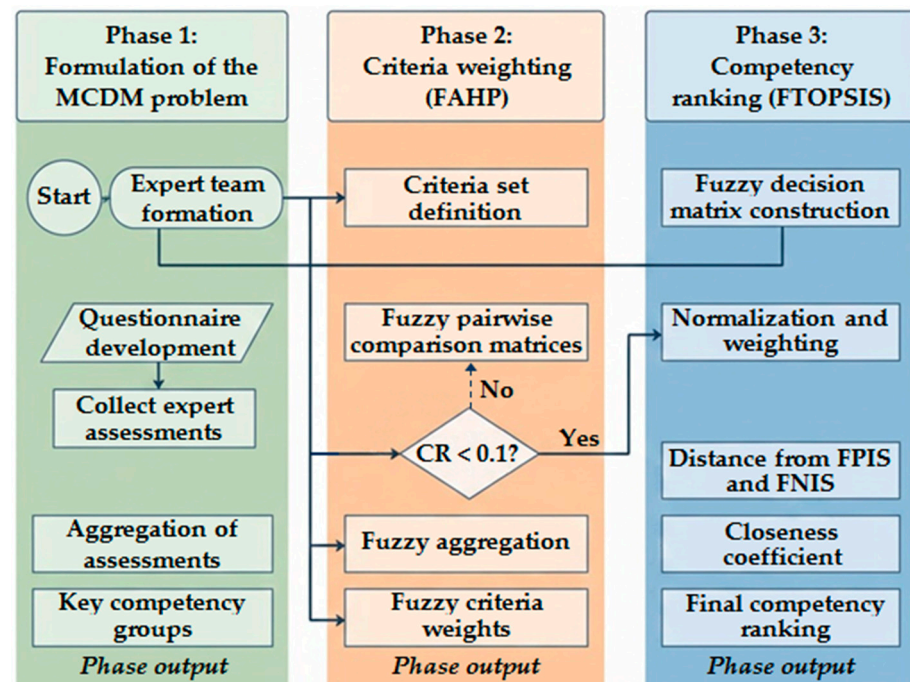 Phase 1:
Formulation of the
MCDM problem
Start
Expert team
formation
Questionnaire
development
Collect expert
assessments
Aggregation of
assessments
Key competency
groups
Phase output
Phase 2:
Criteria weighting
(FAHP)
Criteria set
definition
Fuzzy pairwise
comparison matrices
No
CR < 0.1?
Yes
Fuzzy aggregation
Fuzzy criteria
weights
Phase output
Phase 3:
Competency
ranking (FTOPSIS)
Fuzzy decision
matrix construction
Normalization and
weighting
Distance from FPIS
and FNIS
Closeness
coefficient
Final competency
ranking
Phase output